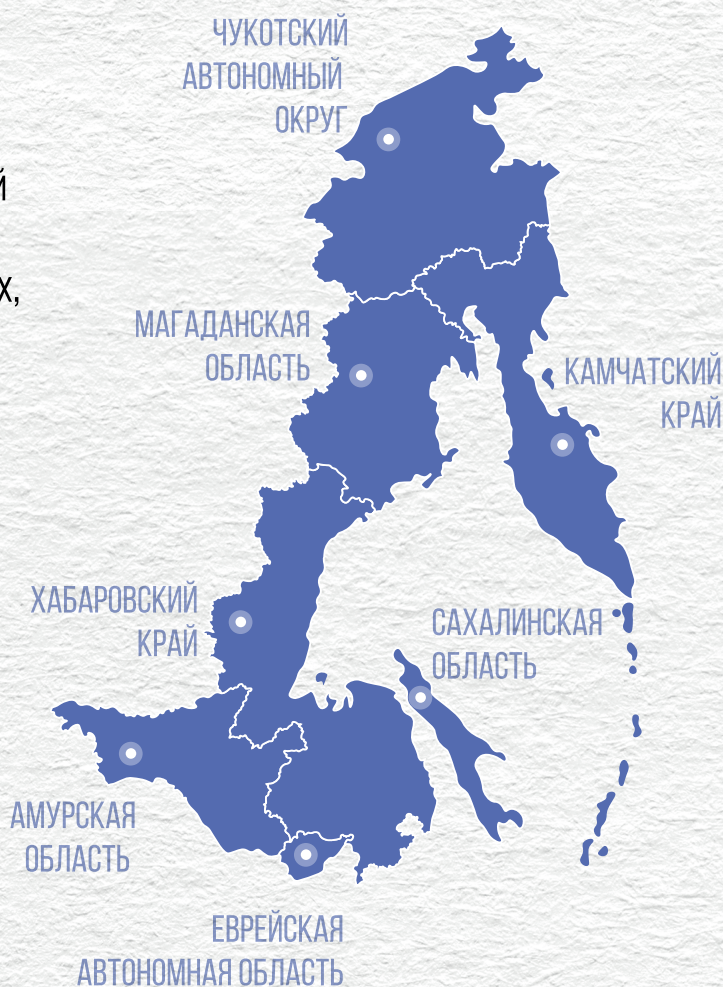 ЧУКОТСКИЙ
АВТОНОМНЫЙ
ОКРУГ
МАГАДАНСКАЯ
ОБЛАСТЬ
КАМЧАТСКИЙ
КРАЙ
ХАБАРОВСКИЙ
КРАЙ
САХАЛИНСКАЯ
ОБЛАСТЬ
АМУРСКАЯ
ОБЛАСТЬ
ЕВРЕЙСКАЯ
АВТОНОМНАЯ ОБЛАСТЬ